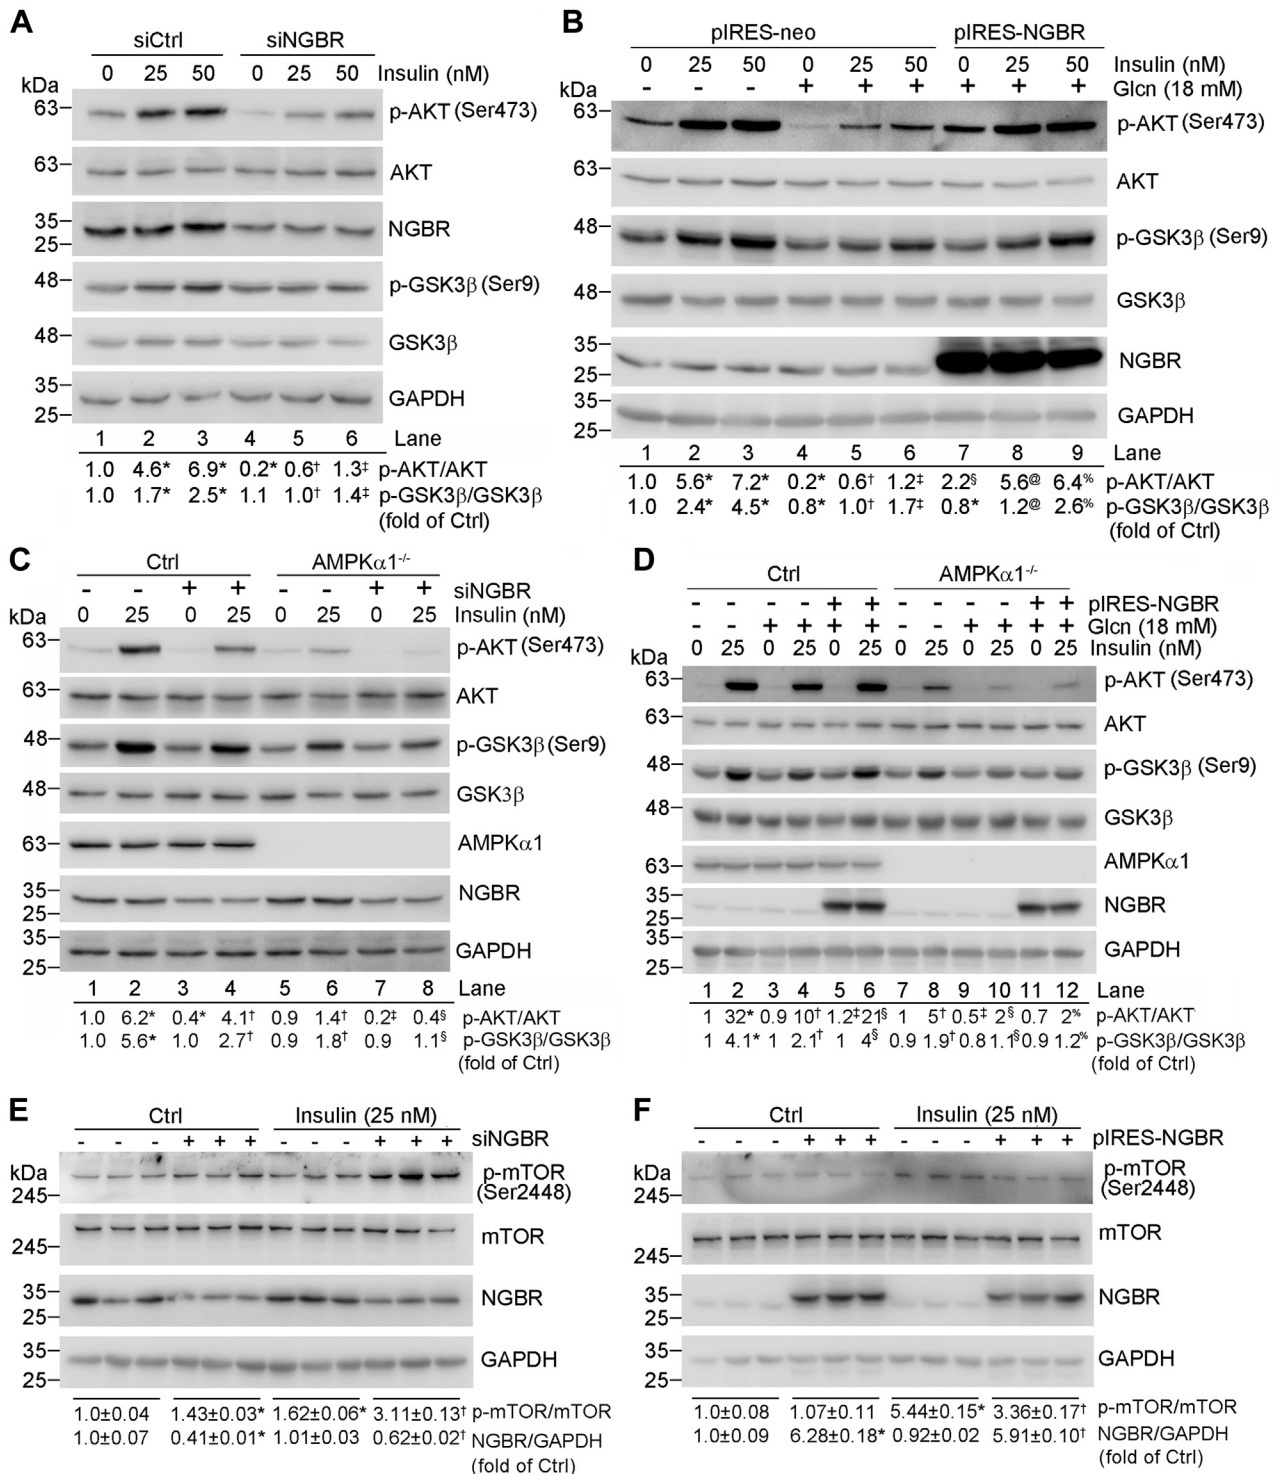 A
siCtrl siNGBR
0 25 50 0 25 50 Insulin (nM)
kDa
63 p-AKT (Ser473)
63 AKT
35 NGBR
25
48 p-GSK3β (Ser9)
48 GSK3β
35 GAPDH
25
1 2 3 4 5 6 Lane
1.0 4.6* 6.9* 0.2* 0.6† 1.3‡ p-AKT/AKT
1.0 1.7* 2.5* 1.1 1.0† 1.4‡ p-GSK3β/GSK3β
(fold of Ctrl)
B
pIRES-neo pIRES-NGBR
0 25 50 0 25 50 0 25 50 Insulin (nM)
- - - + + + + + + Glcn (18 mM)
kDa
63 p-AKT (Ser473)
63 AKT
48 p-GSK3β (Ser9)
48 GSK3β
35 NGBR
25
35 GAPDH
25
1 2 3 4 5 6 7 8 9 Lane
1.0 5.6* 7.2* 0.2* 0.6† 1.2‡ 2.2§ 5.6@ 6.4% p-AKT/AKT
1.0 2.4* 4.5* 0.8* 1.0† 1.7‡ 0.8* 1.2@ 2.6% p-GSK3β/GSK3β
(fold of Ctrl)
C
Ctrl AMPKα1-/-
- - + + - - + + siNGBR
0 25 0 25 0 25 0 25 Insulin (nM)
kDa
63 p-AKT (Ser473)
63 AKT
48 p-GSK3β (Ser9)
48 GSK3β
63 AMPKα1
35 NGBR
25
35 GAPDH
25
1 2 3 4 5 6 7 8 Lane
1.0 6.2* 0.4* 4.1† 0.9 1.4† 0.2‡ 0.4§ p-AKT/AKT
1.0 5.6* 1.0 2.7† 0.9 1.8† 0.9 1.1§ p-GSK3β/GSK3β
(fold of Ctrl)
D
Ctrl AMPKα1-/-
- - - - + + - - - - + + pIRES-NGBR
- - + + + + - - + + + + Glcn (18 mM)
0 25 0 25 0 25 0 25 0 25 0 25 Insulin (nM)
kDa
63 p-AKT (Ser473)
63 AKT
48 p-GSK3β (Ser9)
48 GSK3β
63 AMPKα1
35 NGBR
25
35 GAPDH
25
1 2 3 4 5 6 7 8 9 10 11 12 Lane
1 32* 0.9 10† 1.2‡ 21§ 1 5† 0.5‡ 2§ 0.7 2% p-AKT/AKT
1 4.1* 1 2.1† 1 4§ 0.9 1.9† 0.8 1.1§ 0.9 1.2% p-GSK3β/GSK3β
(fold of Ctrl)
E
Ctrl Insulin (25 nM)
- - - + + + - - - + + + siNGBR
kDa p-mTOR
245 (Ser2448)
mTOR
245
35 NGBR
25
35 GAPDH
25
1.0±0.04 1.43±0.03* 1.62±0.06* 3.11±0.13† p-mTOR/mTOR
1.0±0.07 0.41±0.01* 1.01±0.03 0.62±0.02† NGBR/GAPDH
(fold of Ctrl)
F
Ctrl Insulin (25 nM)
- - - + + + - - - + + + pIRES-NGBR
kDa p-mTOR
245 (Ser2448)
mTOR
245
35 NGBR
25
35 GAPDH
25
1.0±0.08 1.07±0.11 5.44±0.15* 3.36±0.17† p-mTOR/mTOR
1.0±0.09 6.28±0.18* 0.92±0.02 5.91±0.10† NGBR/GAPDH
(fold of Ctrl)